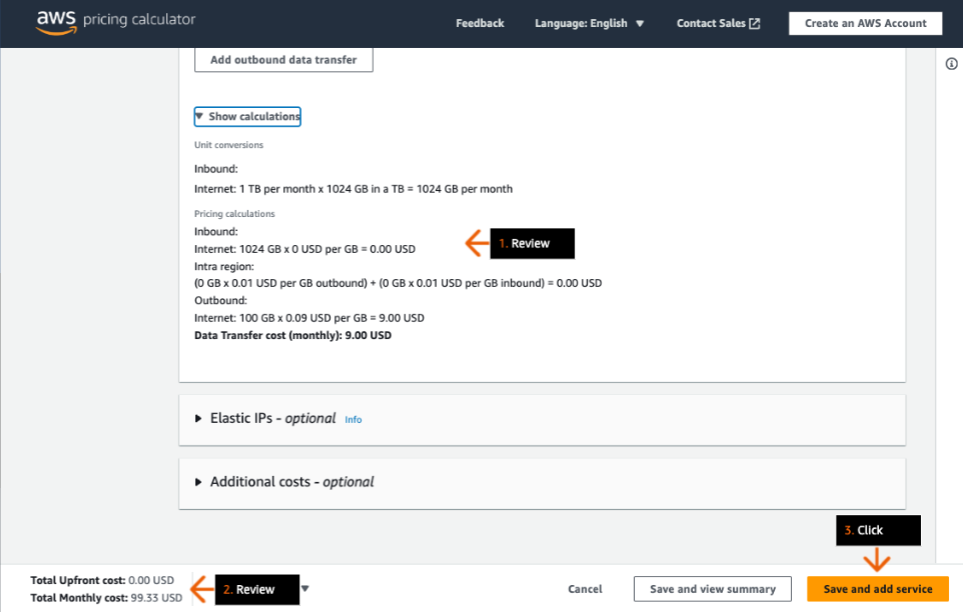 aws pricing calculator
Feedback Language: English Contact Sales Create an AWS Account
Add outbound data transfer
Show calculations
Unit conversions
Inbound:
Internet: 1 TB per month x 1024 GB in a TB = 1024 GB per month
Pricing calculations
Inbound:
Internet: 1024 GB x 0 USD per GB = 0.00 USD
1. Review
Intra region:
(0 GB x 0.01 USD per GB outbound) + (0 GB x 0.01 USD per GB inbound) = 0.00 USD
Outbound:
Internet: 100 GB x 0.09 USD per GB = 9.00 USD
Data Transfer cost (monthly): 9.00 USD
Elastic IPs - optional Info
Additional costs - optional
3. Click
Total Upfront cost: 0.00 USD
Total Monthly cost: 99.33 USD
2. Review
Cancel Save and view summary Save and add service